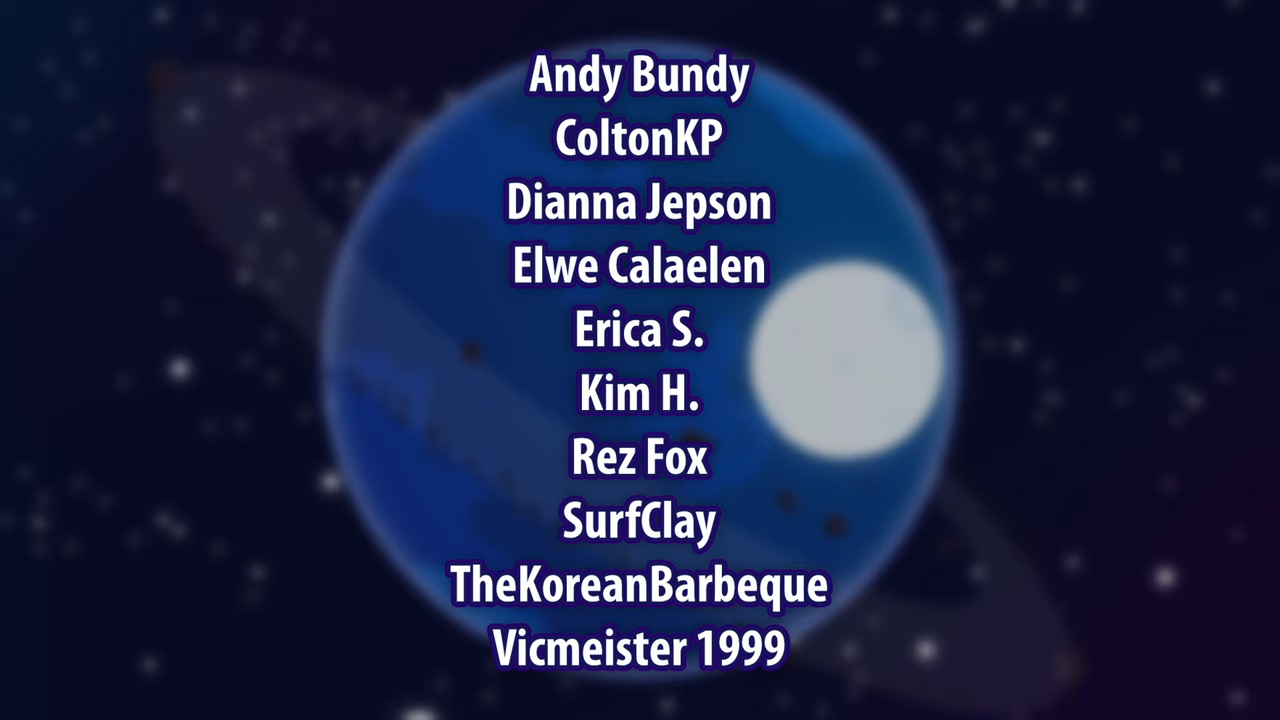 Andy Bundy
ColtonKP
Dianna Jepson
Elwe Calaelen
Erica S.
Kim H.
Rez Fox
SurfClay
TheKoreanBarbeque
Vicmeister 1999